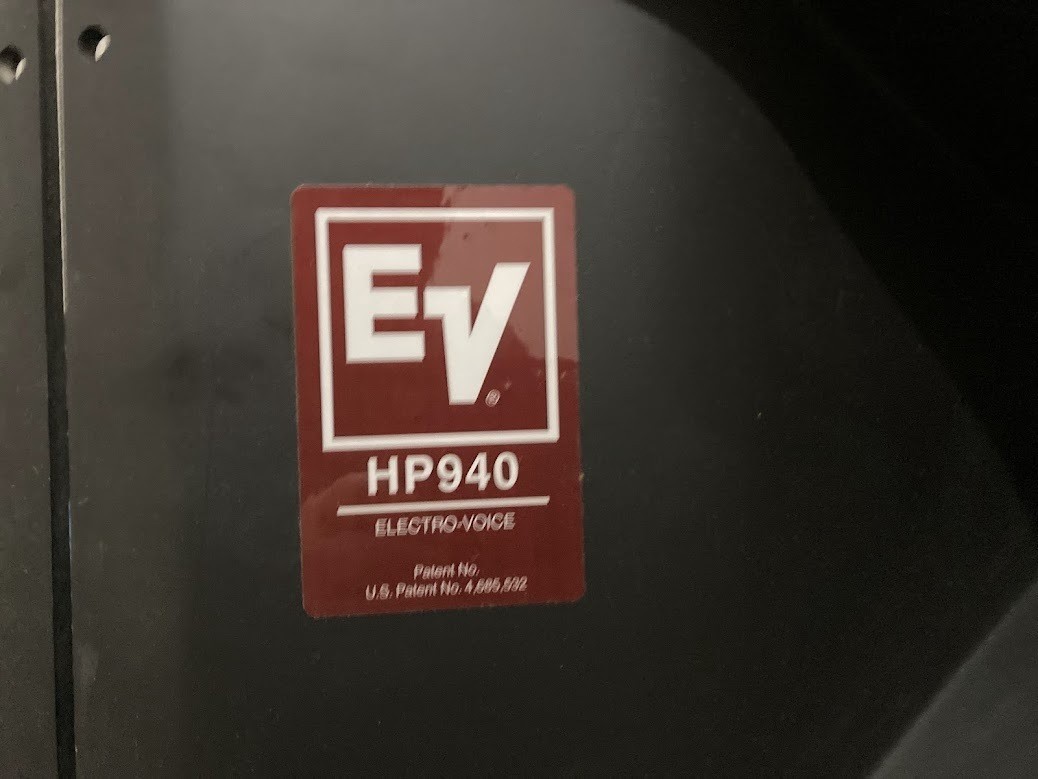 EV®
HP940
ELECTRO-VOICE
Patent No.
U.S. Patent No. 4,685,532